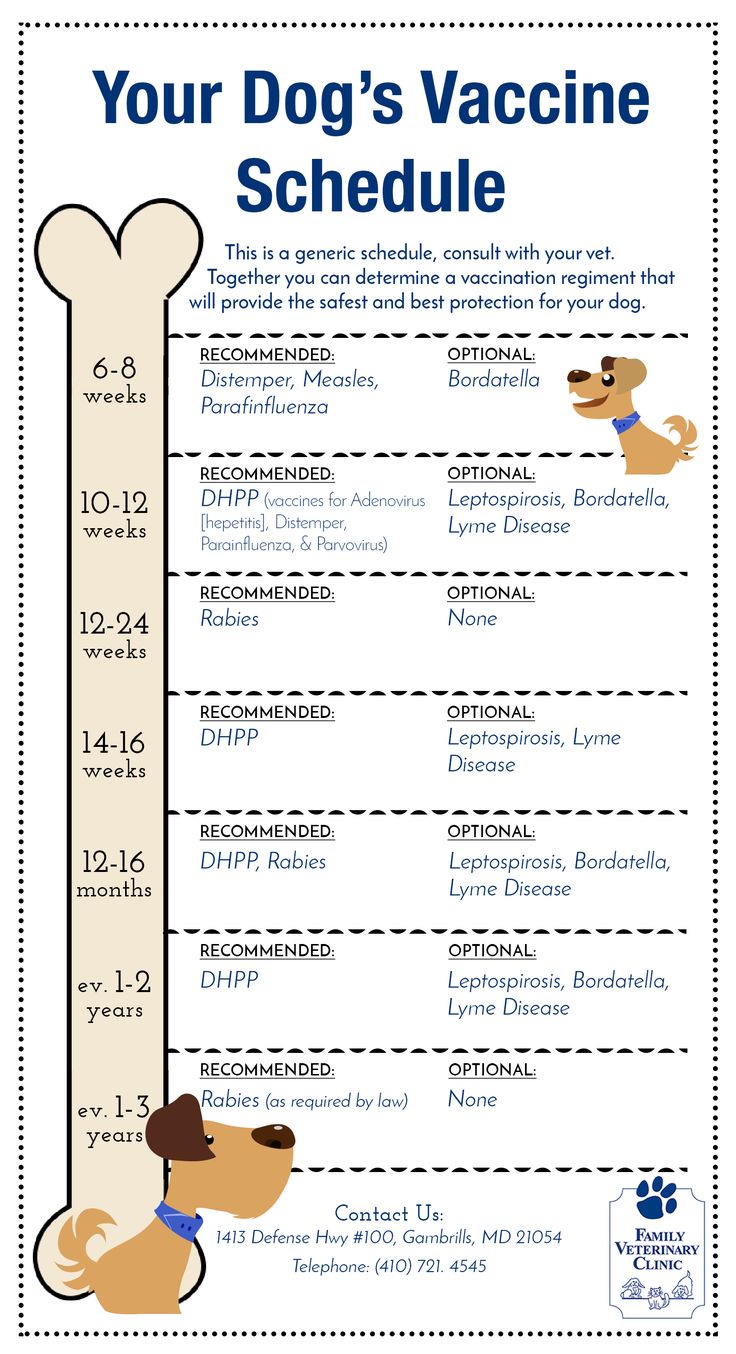 Your Dog's Vaccine
Schedule
This is a generic schedule, consult with your vet.
Together you can determine a vaccination regiment that
will provide the safest and best protection for your dog.
6-8
weeks
RECOMMENDED:
Distemper, Measles,
Parafinfluenza
OPTIONAL:
Bordatella
10-12
weeks
RECOMMENDED:
DHPP (vaccines for Adenovirus
[hepetitis], Distemper,
Parainfluenza, & Parvovirus)
OPTIONAL:
Leptospirosis, Bordatella,
Lyme Disease
12-24
weeks
RECOMMENDED:
Rabies
OPTIONAL:
None
14-16
weeks
RECOMMENDED:
DHPP
OPTIONAL:
Leptospirosis, Lyme
Disease
12-16
months
RECOMMENDED:
DHPP, Rabies
OPTIONAL:
Leptospirosis, Bordatella,
Lyme Disease
ev. 1-2
years
RECOMMENDED:
DHPP
OPTIONAL:
Leptospirosis, Bordatella,
Lyme Disease
ev. 1-3
years
RECOMMENDED:
Rabies (as required by law)
OPTIONAL:
None
Contact Us:
1413 Defense Hwy #100, Gambrills, MD 21054
Telephone: (410) 721. 4545
FAMILY
VETERINARY
CLINIC